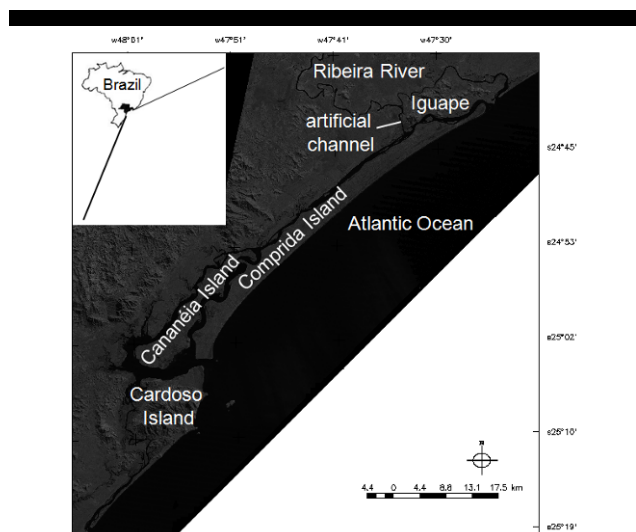 w48°01' w47°51' w47°41' w47°30'
Brazil
Ribeira River
Iguape
artificial
channel
s24°45'
Comprida Island
Atlantic Ocean
s24°53'
Cananéia Island
s25°02'
Cardoso
Island
s25°10'
N
4.4 0 4.4 8.8 13.1 17.5 km
s25°19'